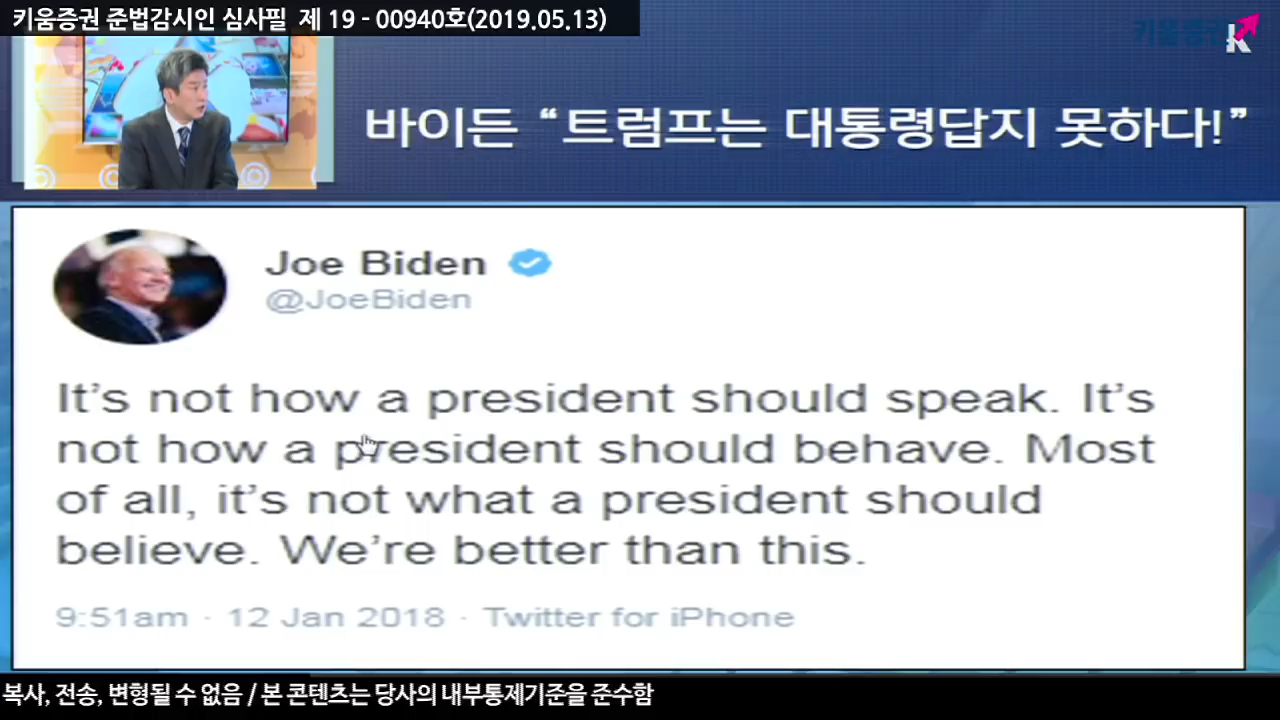 키움증권 준법감시인 심사필 제 19 - 00940호(2019.05.13)
키움증권
바이든 “트럼프는 대통령답지 못하다!”
Joe Biden
@JoeBiden
It’s not how a president should speak. It’s
not how a president should behave. Most
of all, it’s not what a president should
believe. We’re better than this.
9:51am · 12 Jan 2018 · Twitter for iPhone
복사, 전송, 변형될 수 없음 / 본 콘텐츠는 당사의 내부통제기준을 준수함